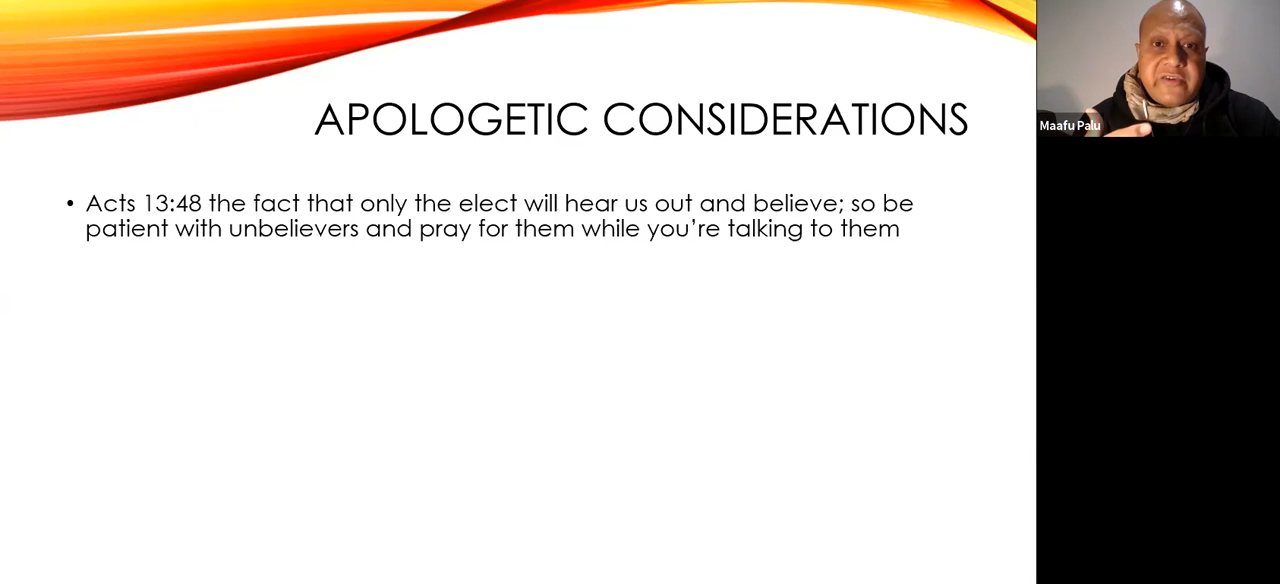 APOLOGETIC CONSIDERATIONS
• Acts 13:48 the fact that only the elect will hear us out and believe; so be
patient with unbelievers and pray for them while you’re talking to them
Maafu Palu